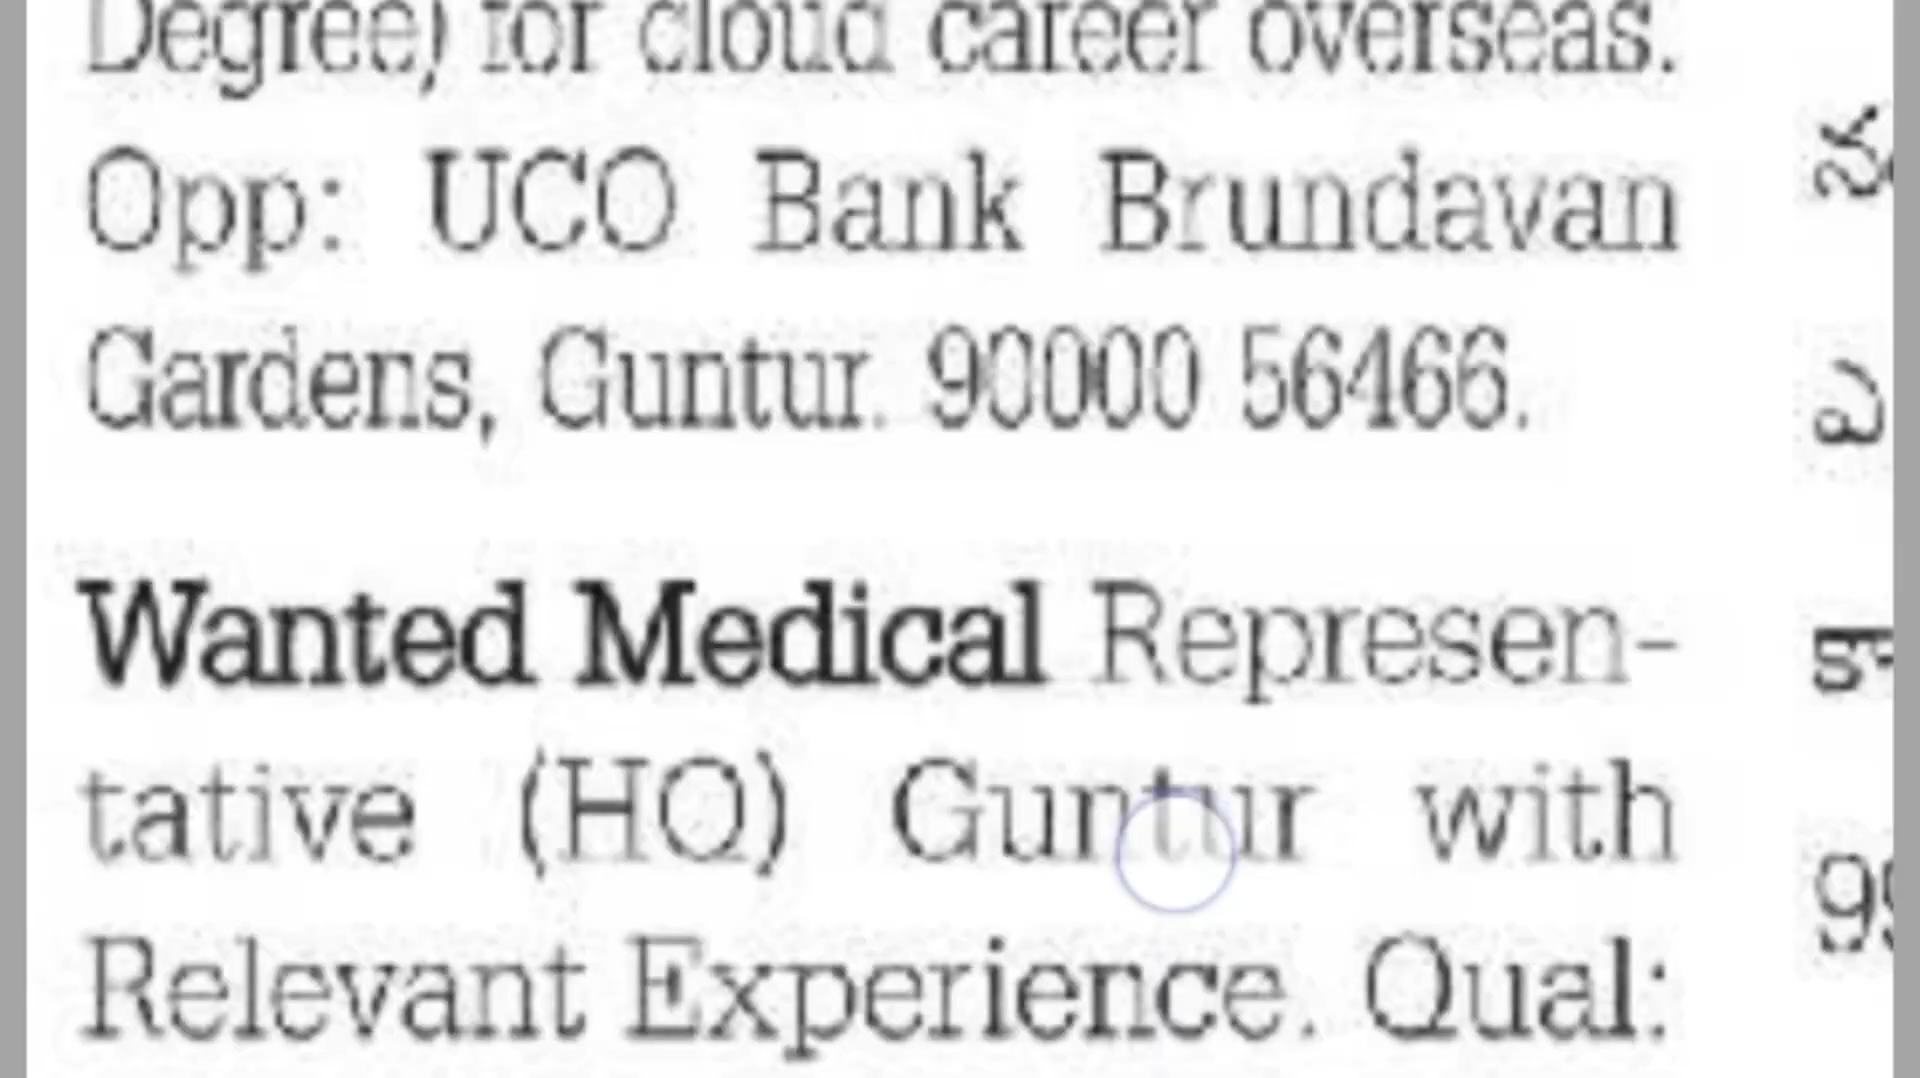 Degree) for cloud career overseas.
Opp: UCO Bank Brundavan
Gardens, Guntur. 90000 56466.
Wanted Medical Represen-
tative (HQ) Guntur with
Relevant Experience. Qual: